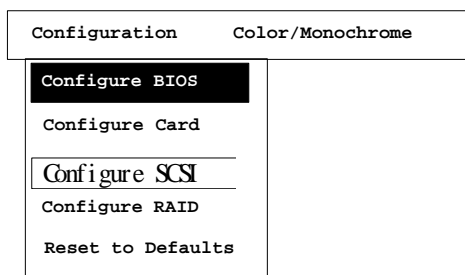 Configuration Color/Monochrome
Configure BIOS
Configure Card
Configure SCSI
Configure RAID
Reset to Defaults